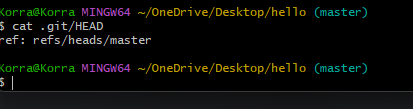 Korra@Korra MINGW64 ~/OneDrive/Desktop/hello (master)
$ cat .git/HEAD
ref: refs/heads/master
Korra@Korra MINGW64 ~/OneDrive/Desktop/hello (master)
$